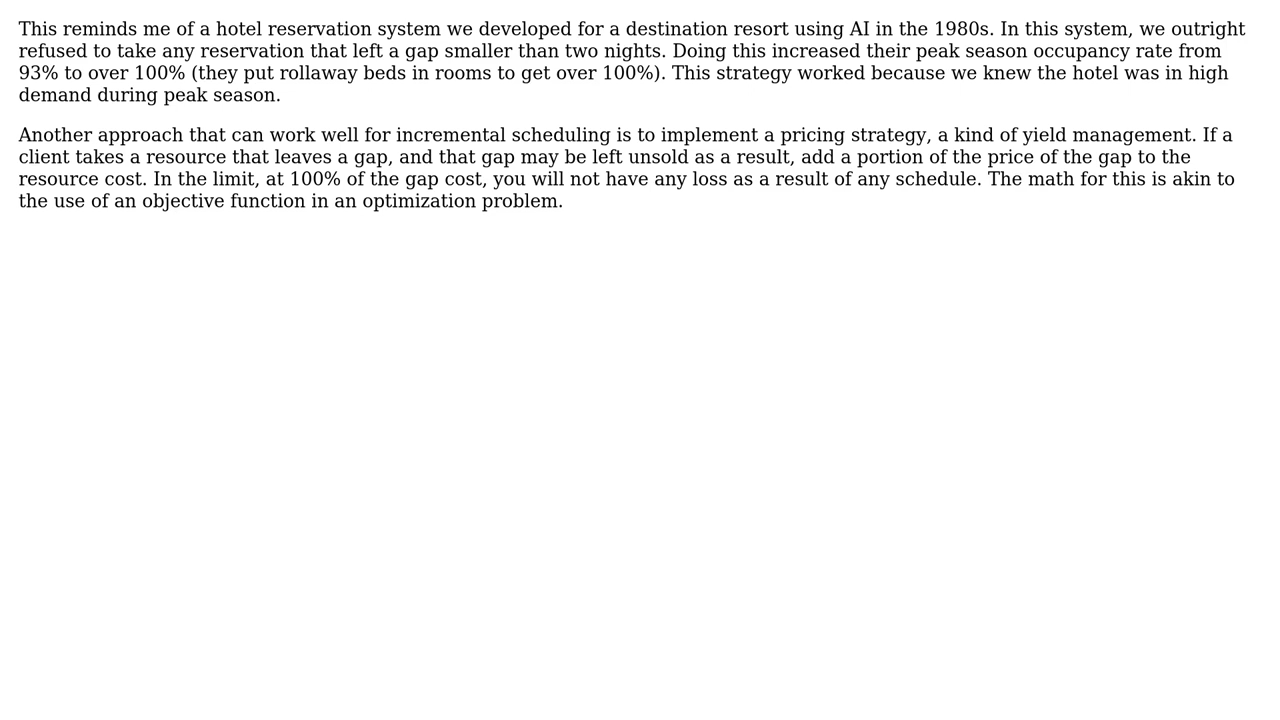 This reminds me of a hotel reservation system we developed for a destination resort using AI in the 1980s. In this system, we outright
refused to take any reservation that left a gap smaller than two nights. Doing this increased their peak season occupancy rate from
93% to over 100% (they put rollaway beds in rooms to get over 100%). This strategy worked because we knew the hotel was in high
demand during peak season.
Another approach that can work well for incremental scheduling is to implement a pricing strategy, a kind of yield management. If a
client takes a resource that leaves a gap, and that gap may be left unsold as a result, add a portion of the price of the gap to the
resource cost. In the limit, at 100% of the gap cost, you will not have any loss as a result of any schedule. The math for this is akin to
the use of an objective function in an optimization problem.